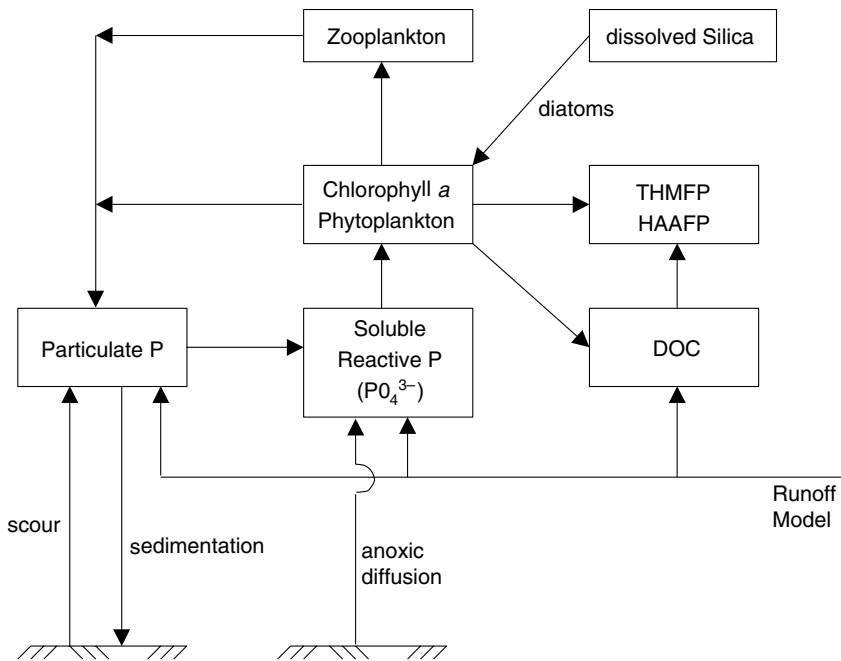 Zooplankton
dissolved Silica
diatoms
Chlorophyll a
Phytoplankton
THMFP
HAAFP
Particulate P
Soluble
Reactive P
(P0₄³⁻)
DOC
Runoff
Model
scour
sedimentation
anoxic
diffusion